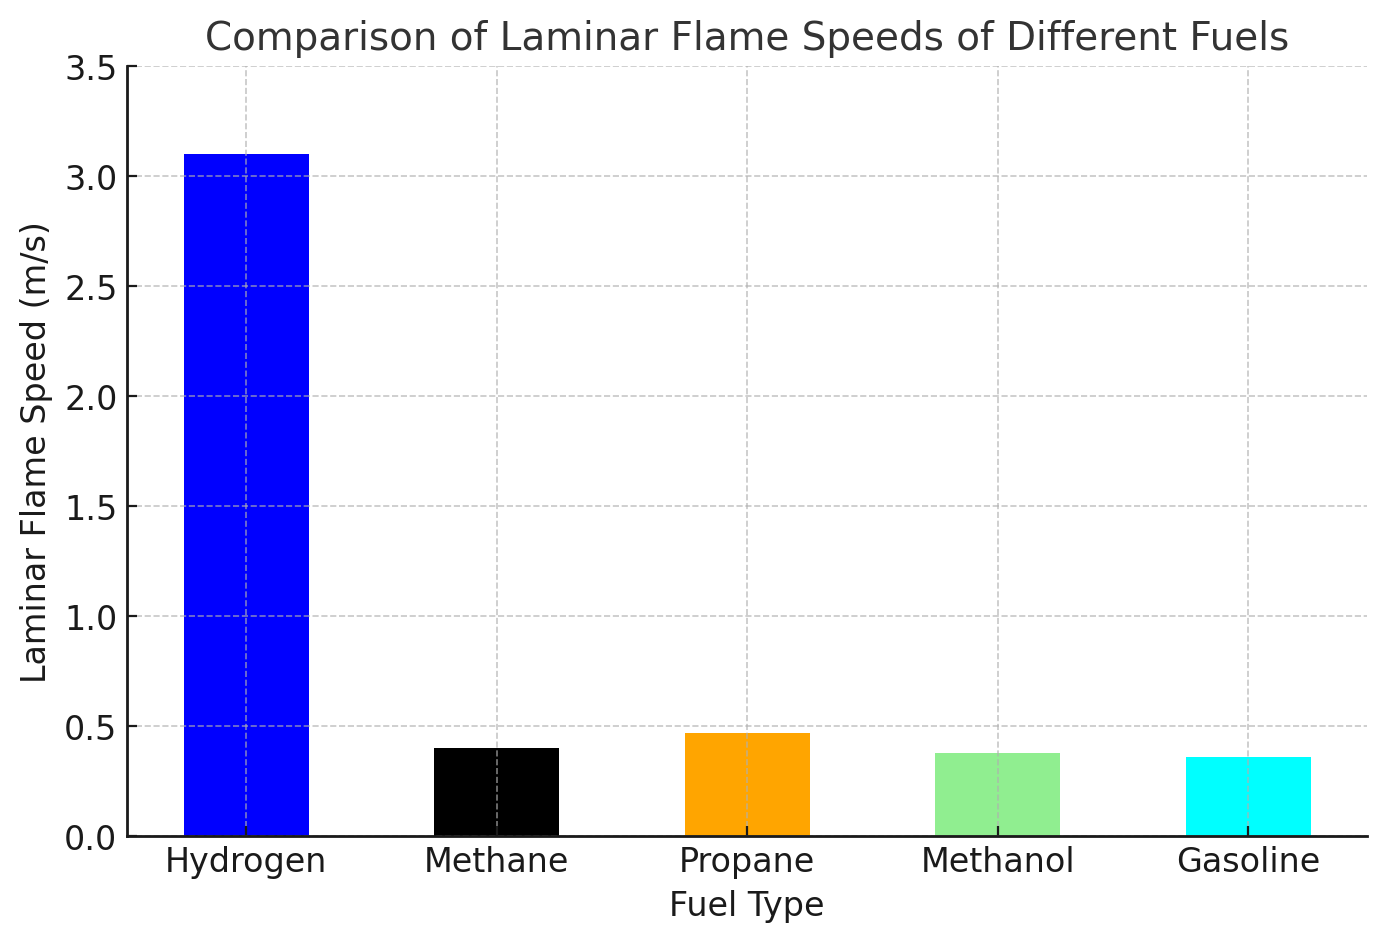 Comparison of Laminar Flame Speeds of Different Fuels
3.5
3.0
2.5
2.0
1.5
1.0
0.5
0.0
Laminar Flame Speed (m/s)
Hydrogen Methane Propane Methanol Gasoline
Fuel Type